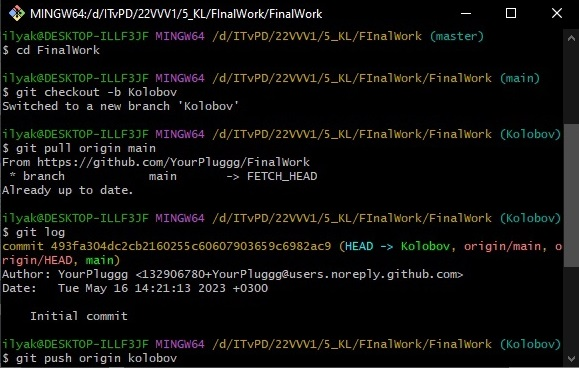 MINGW64:/d/ITvPD/22VVV1/5_KL/FInalWork/FinalWork
ilyak@DESKTOP-ILLF3JF MINGW64 /d/ITvPD/22VVV1/5_KL/FInalWork (master)
$ cd FinalWork
ilyak@DESKTOP-ILLF3JF MINGW64 /d/ITvPD/22VVV1/5_KL/FInalWork/FinalWork (main)
$ git checkout -b Kolobov
Switched to a new branch 'Kolobov'
ilyak@DESKTOP-ILLF3JF MINGW64 /d/ITvPD/22VVV1/5_KL/FInalWork/FinalWork (Kolobov)
$ git pull origin main
From https://github.com/YourPluggg/FinalWork
 * branch            main       -> FETCH_HEAD
Already up to date.
ilyak@DESKTOP-ILLF3JF MINGW64 /d/ITvPD/22VVV1/5_KL/FInalWork/FinalWork (Kolobov)
$ git log
commit 493fa304dc2cb2160255c60607903659c6982ac9 (HEAD -> Kolobov, origin/main, o
rigin/HEAD, main)
Author: YourPluggg <132906780+YourPluggg@users.noreply.github.com>
Date:   Tue May 16 14:21:13 2023 +0300
    Initial commit
ilyak@DESKTOP-ILLF3JF MINGW64 /d/ITvPD/22VVV1/5_KL/FInalWork/FinalWork (Kolobov)
$ git push origin kolobov